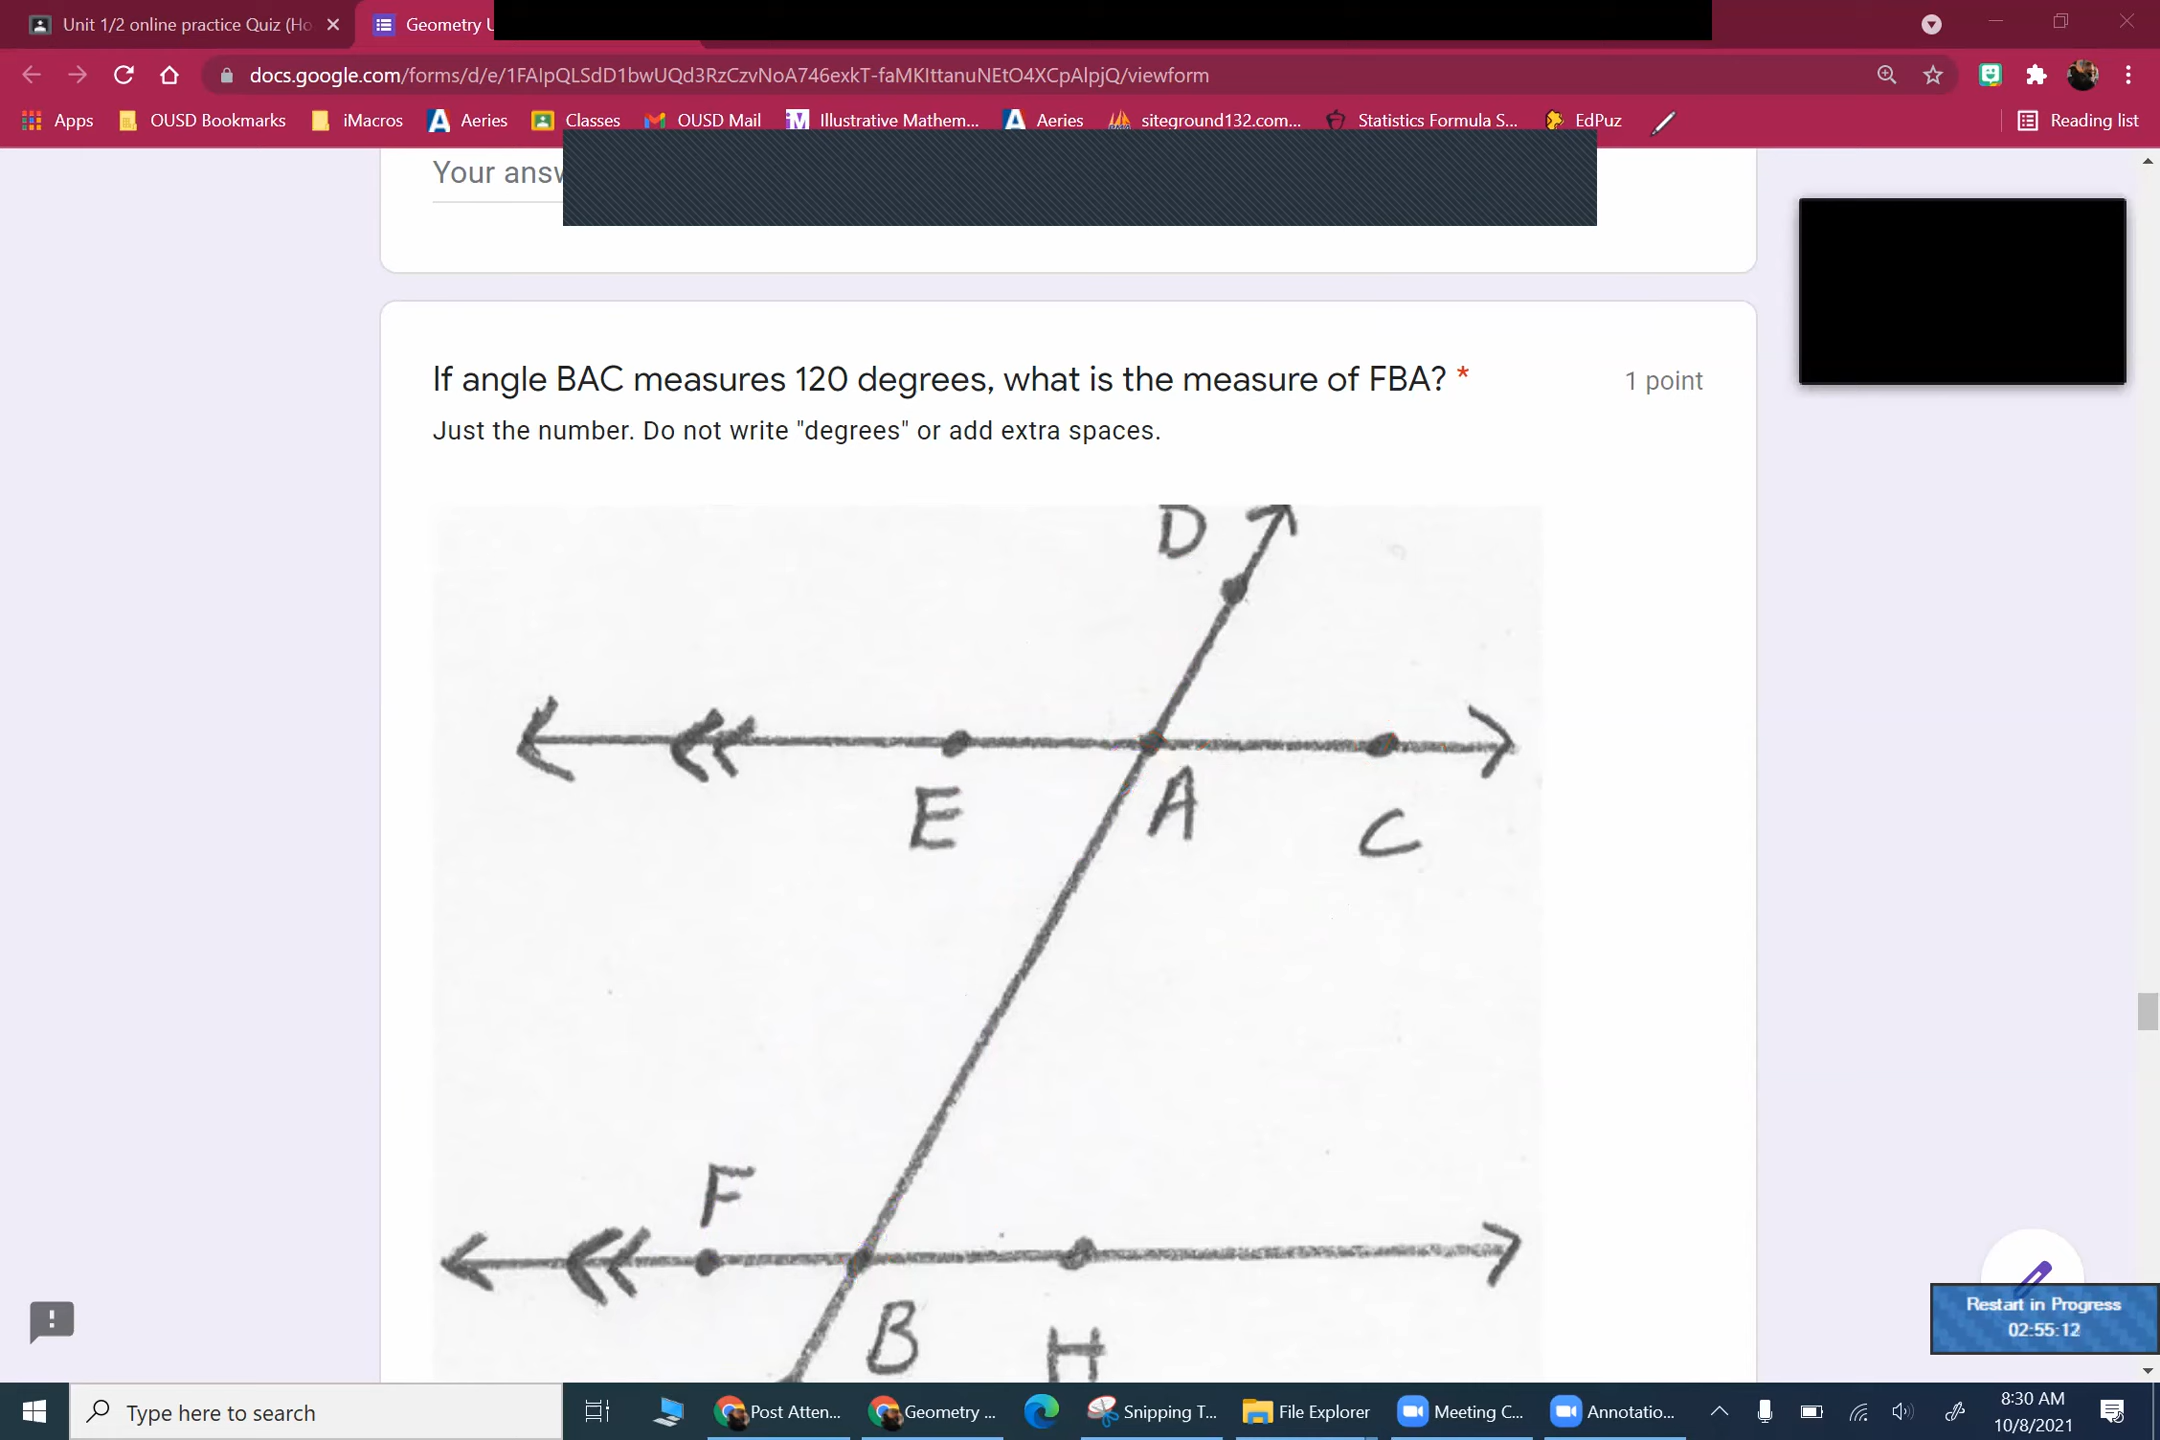 Unit 1/2 online practice Quiz (Ho
Geometry U
docs.google.com/forms/d/e/1FAIpQLSdD1bwUQd3RzCzvNoA746exkT-faMKIttanuNEtO4XCpAlpjQ/viewform
Apps OUSD Bookmarks iMacros Aeries Classes OUSD Mail Illustrative Mathem... Aeries siteground132.com... Statistics Formula S... EdPuz Reading list
Your answ
If angle BAC measures 120 degrees, what is the measure of FBA? * 1 point
Just the number. Do not write "degrees" or add extra spaces.
D
E A C
F
B H
Restart in Progress
02:55:12
Type here to search
Post Atten...
Geometry ...
Snipping T...
File Explorer
Meeting C...
Annotatio...
8:30 AM
10/8/2021